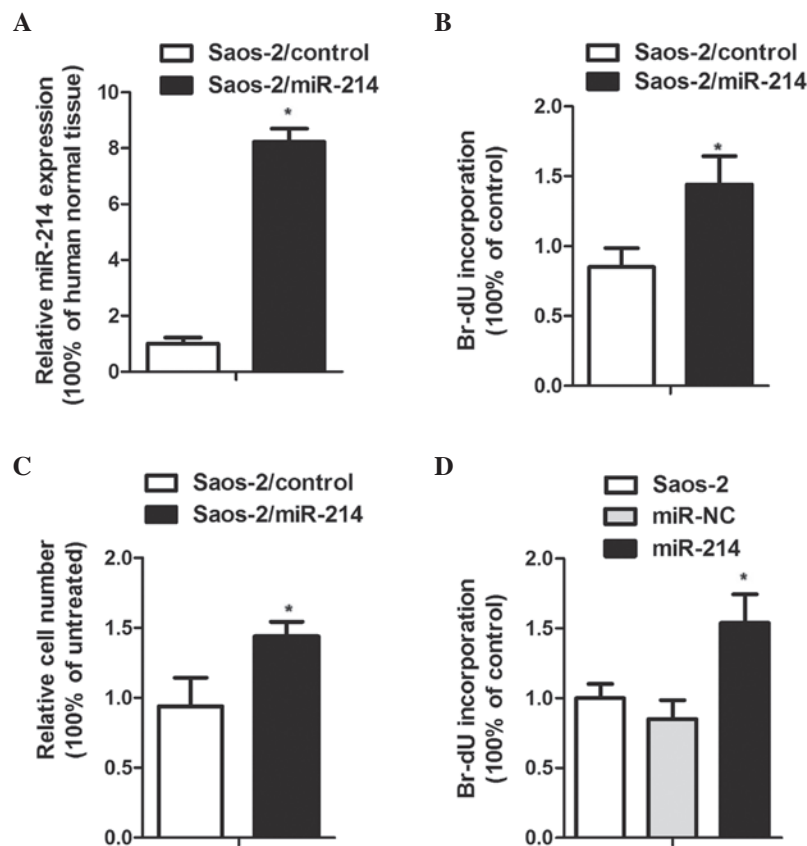 A
Saos-2/control
Saos-2/miR-214
Relative miR-214 expression
(100% of human normal tissue)
10
8
6
4
2
0
*
B
Saos-2/control
Saos-2/miR-214
Br-dU incorporation
(100% of control)
2.0
1.5
1.0
0.5
0.0
*
C
Saos-2/control
Saos-2/miR-214
Relative cell number
(100% of untreated)
2.0
1.5
1.0
0.5
0.0
*
D
Saos-2
miR-NC
miR-214
Br-dU incorporation
(100% of control)
2.0
1.5
1.0
0.5
0.0
*